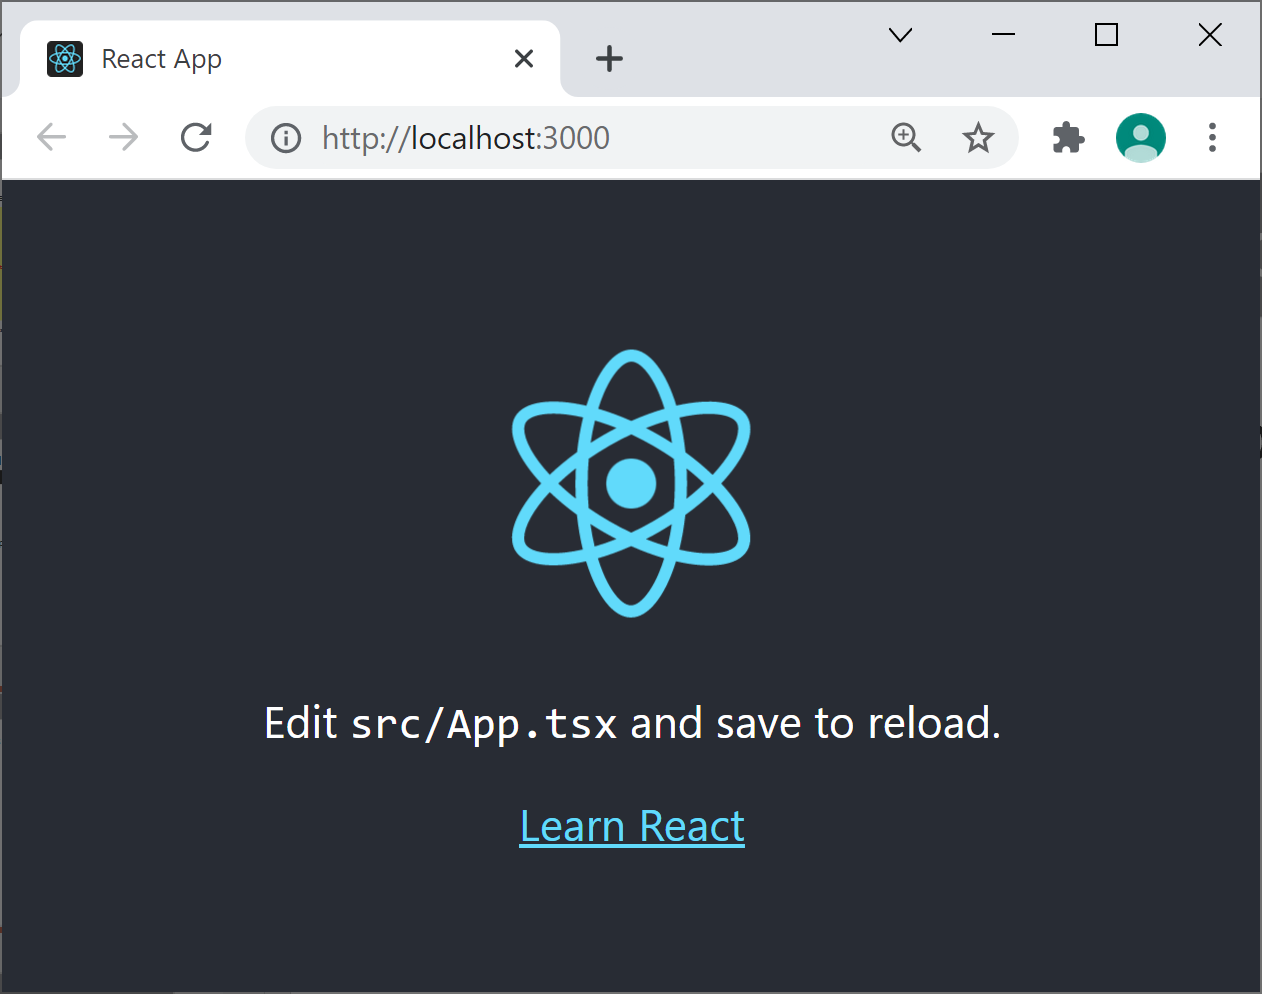 React App
http://localhost:3000
Edit src/App.tsx and save to reload.
Learn React